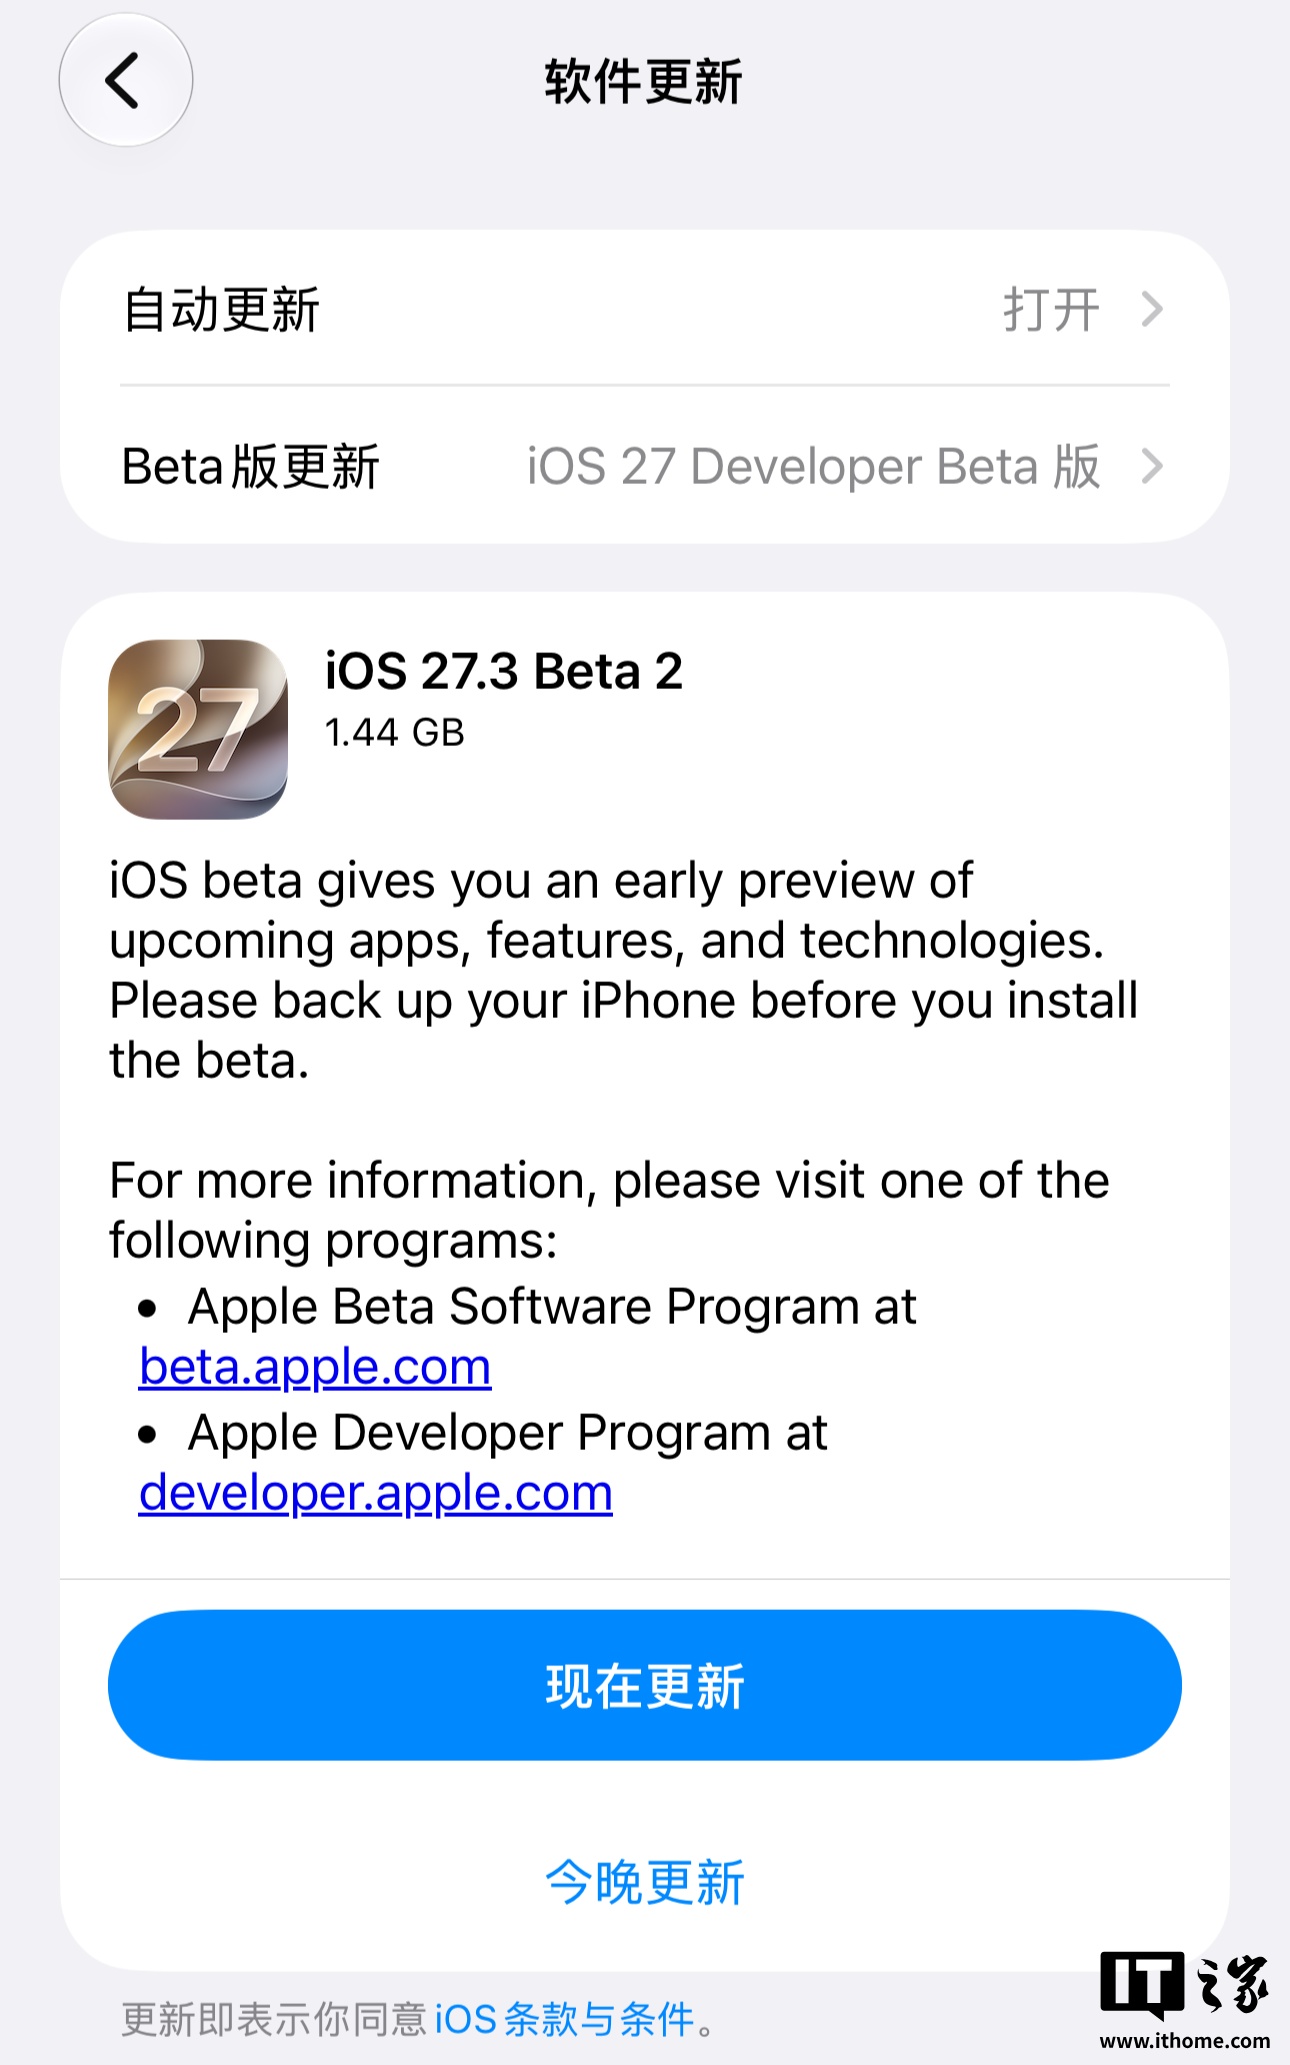 软件更新
自动更新 打开
Beta版更新 iOS 27 Developer Beta 版
27
iOS 27.3 Beta 2
1.44 GB
iOS beta gives you an early preview of
upcoming apps, features, and technologies.
Please back up your iPhone before you install
the beta.
For more information, please visit one of the
following programs:
• Apple Beta Software Program at
beta.apple.com
• Apple Developer Program at
developer.apple.com
现在更新
今晚更新
更新即表示你同意 iOS 条款与条件。
IT之家
www.ithome.com